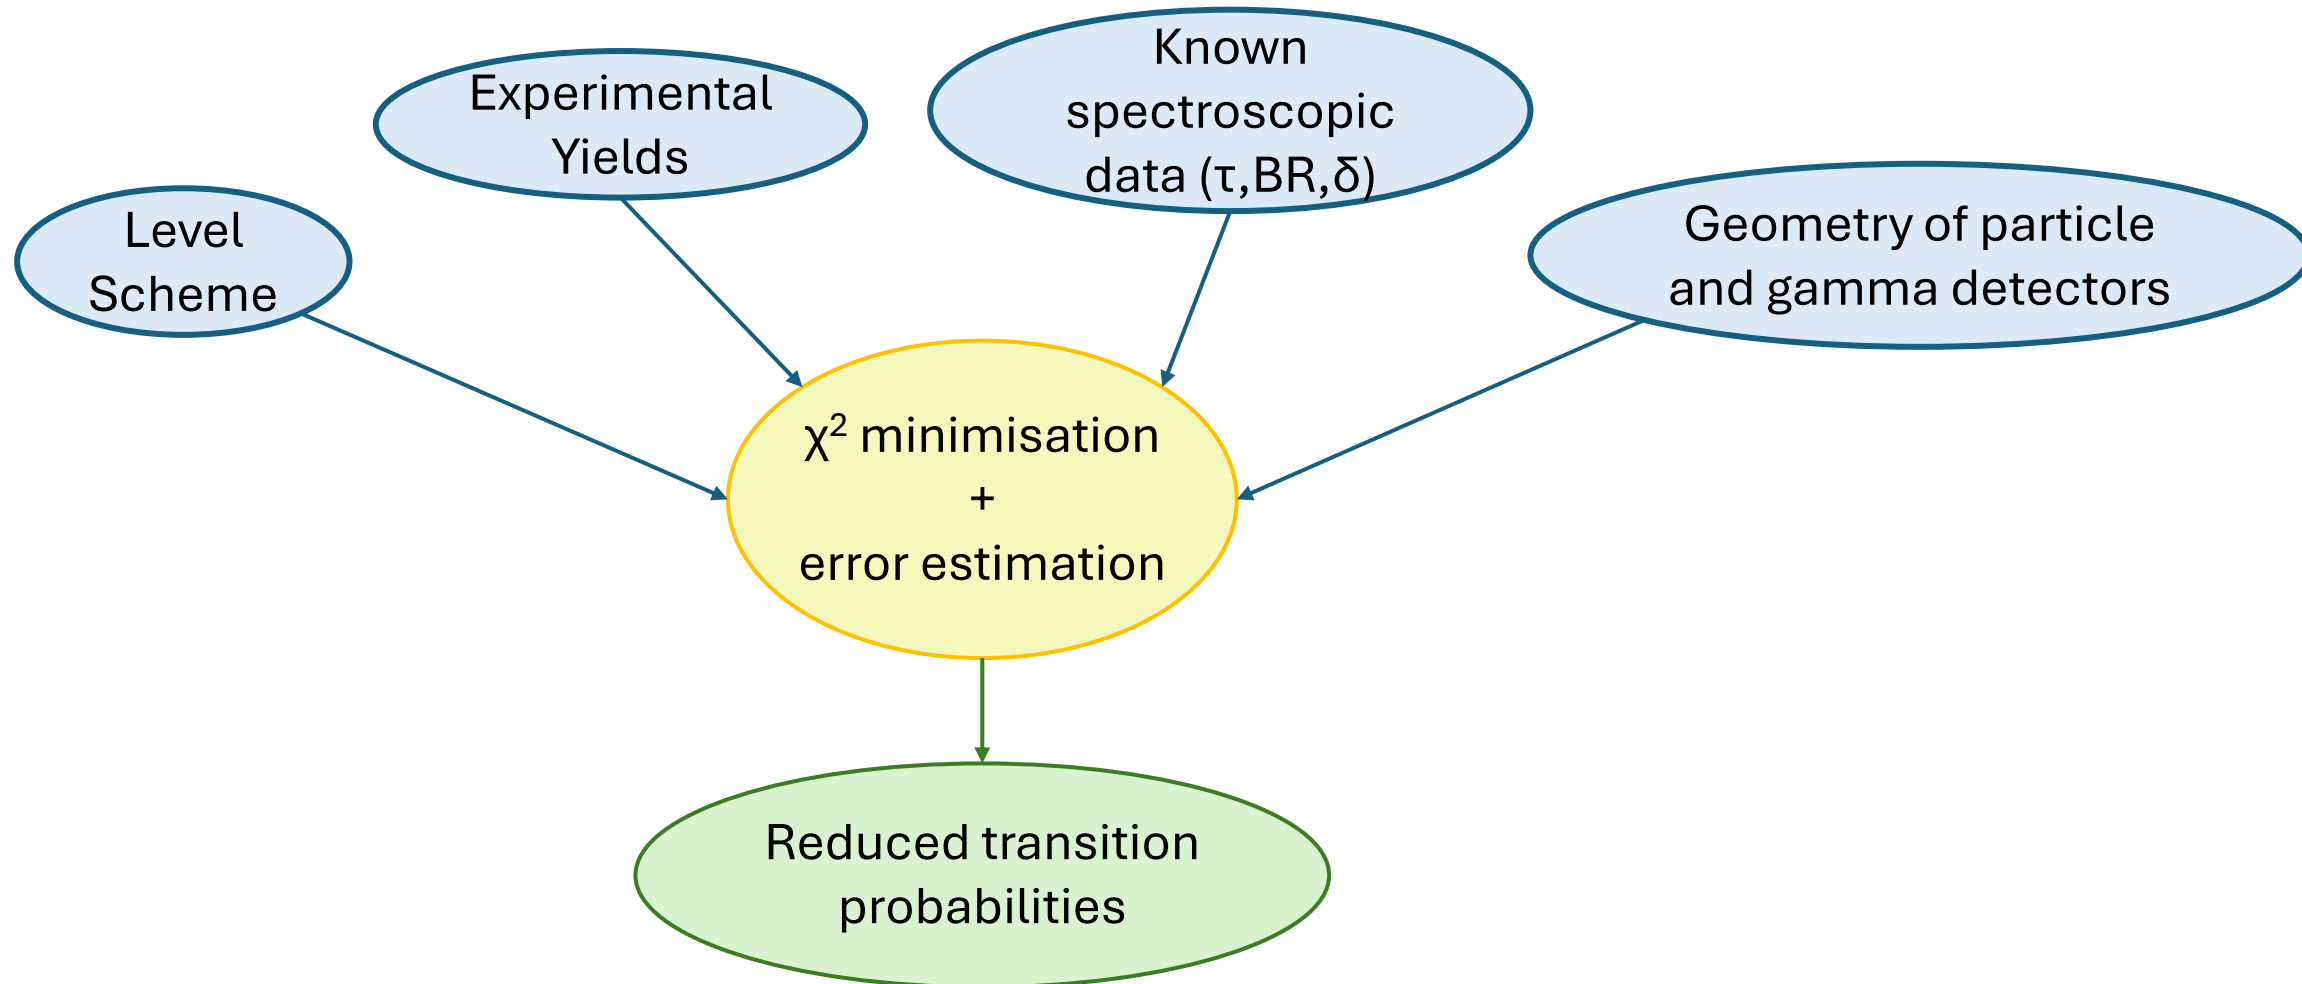 Level
Scheme
Experimental
Yields
Known
spectroscopic
data (τ,BR,δ)
Geometry of particle
and gamma detectors
χ² minimisation
+
error estimation
Reduced transition
probabilities